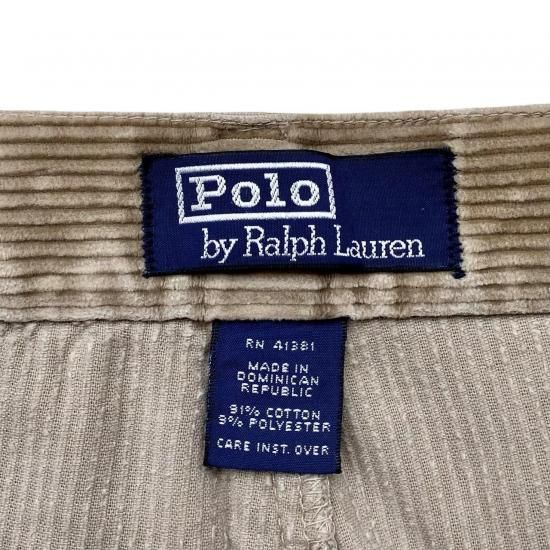 Polo
by Ralph Lauren
RN 41381
MADE IN
DOMINICAN
REPUBLIC
91% COTTON
9% POLYESTER
CARE INST. OVER